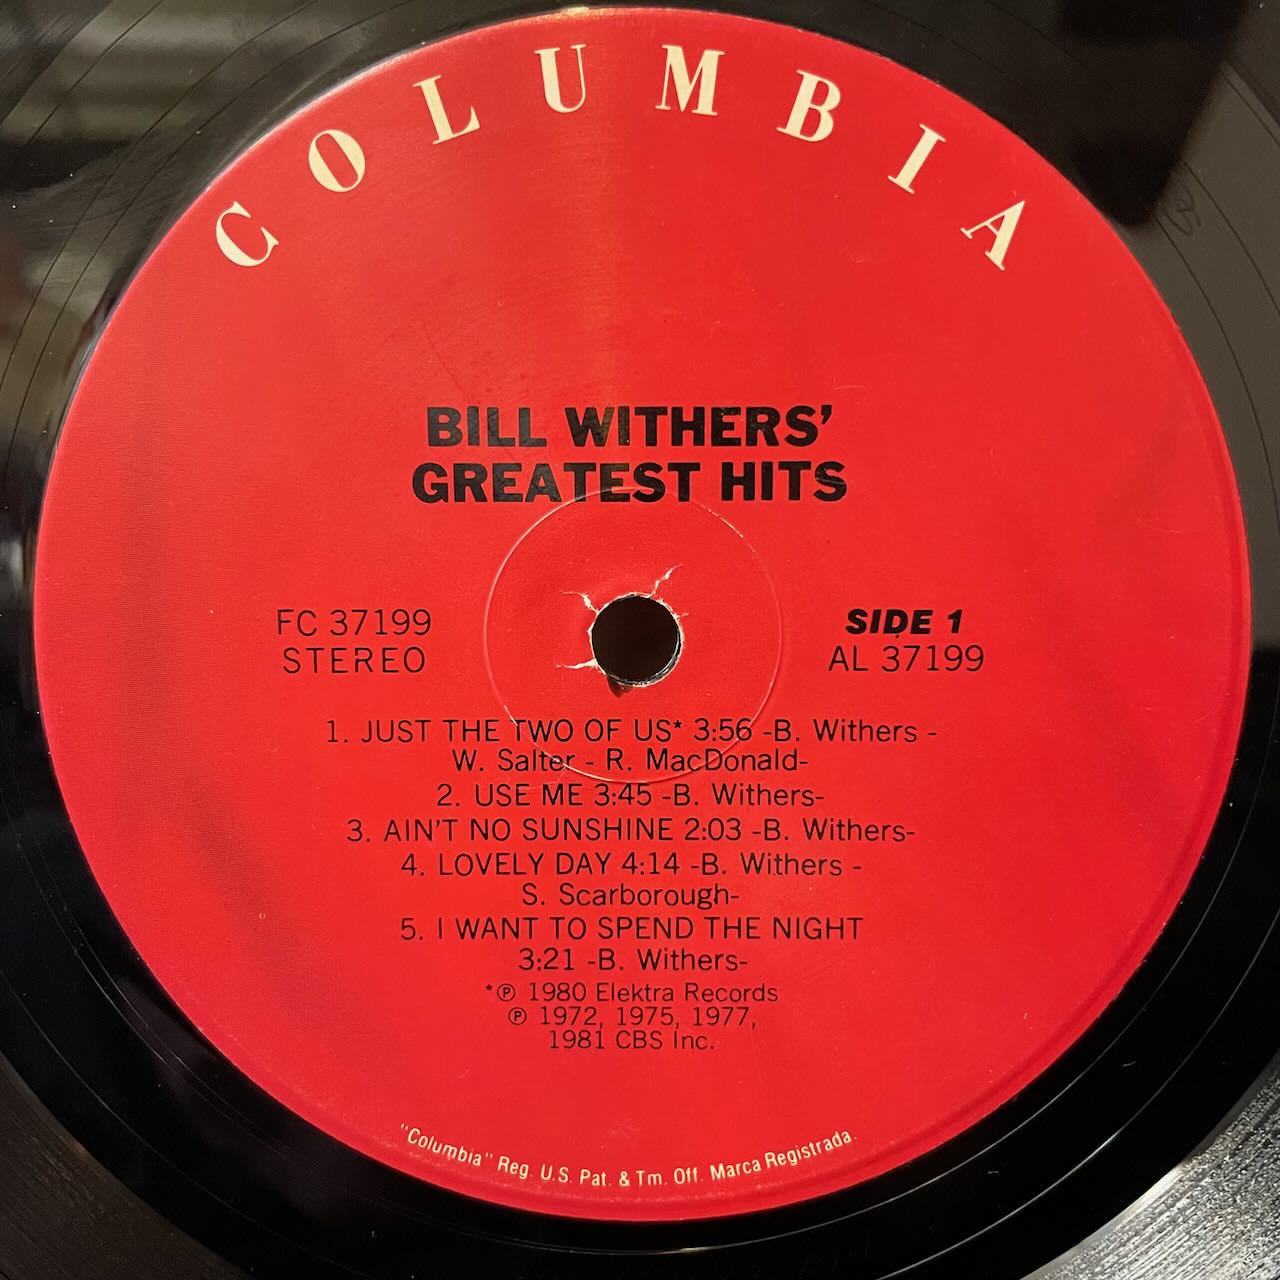 COLUMBIA
BILL WITHERS'
GREATEST HITS
FC 37199
STEREO
SIDE 1
AL 37199
1. JUST THE TWO OF US* 3:56 -B. Withers -
W. Salter - R. MacDonald-
2. USE ME 3:45 -B. Withers-
3. AIN'T NO SUNSHINE 2:03 -B. Withers-
4. LOVELY DAY 4:14 -B. Withers -
S. Scarborough-
5. I WANT TO SPEND THE NIGHT
3:21 -B. Withers-
*℗ 1980 Elektra Records
℗ 1972, 1975, 1977,
1981 CBS Inc.
"Columbia" Reg. U.S. Pat. & Tm. Off. Marca Registrada.